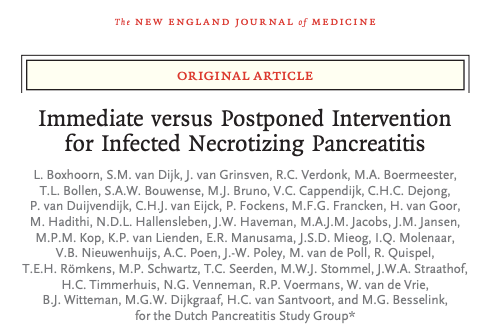 The NEW ENGLAND JOURNAL of MEDICINE
ORIGINAL ARTICLE
Immediate versus Postponed Intervention
for Infected Necrotizing Pancreatitis
L. Boxhoorn, S.M. van Dijk, J. van Grinsven, R.C. Verdonk, M.A. Boermeester,
T.L. Bollen, S.A.W. Bouwense, M.J. Bruno, V.C. Cappendijk, C.H.C. Dejong,
P. van Duijvendijk, C.H.J. van Eijck, P. Fockens, M.F.G. Francken, H. van Goor,
M. Hadithi, N.D.L. Hallensleben, J.W. Haveman, M.A.J.M. Jacobs, J.M. Jansen,
M.P.M. Kop, K.P. van Lienden, E.R. Manusama, J.S.D. Mieog, I.Q. Molenaar,
V.B. Nieuwenhuijs, A.C. Poen, J.-W. Poley, M. van de Poll, R. Quispel,
T.E.H. Römkens, M.P. Schwartz, T.C. Seerden, M.W.J. Stommel, J.W.A. Straathof,
H.C. Timmerhuis, N.G. Venneman, R.P. Voermans, W. van de Vrie,
B.J. Witteman, M.G.W. Dijkgraaf, H.C. van Santvoort, and M.G. Besselink,
for the Dutch Pancreatitis Study Group*